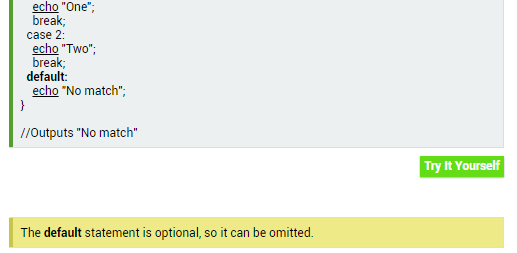 echo "One";
break;
case 2:
echo "Two";
break;
default:
echo "No match";
}
//Outputs "No match"
Try It Yourself
The default statement is optional, so it can be omitted.